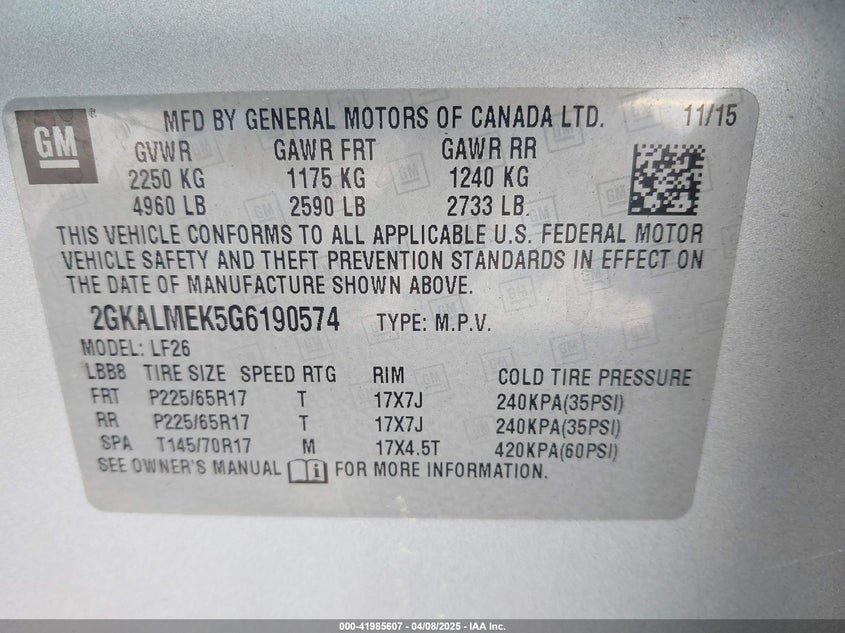 GM ® MFD BY GENERAL MOTORS OF CANADA LTD. 11/15
GVWR GAWR FRT GAWR RR
2250 KG 1175 KG 1240 KG
4960 LB 2590 LB 2733 LB.
THIS VEHICLE CONFORMS TO ALL APPLICABLE U.S. FEDERAL MOTOR
VEHICLE SAFETY AND THEFT PREVENTION STANDARDS IN EFFECT ON
THE DATE OF MANUFACTURE SHOWN ABOVE.
2GKALMEK5G6190574 TYPE: M.P.V.
MODEL: LF26
LBB8 TIRE SIZE SPEED RTG RIM COLD TIRE PRESSURE
FRT P225/65R17 T 17X7J 240KPA(35PSI)
RR P225/65R17 T 17X7J 240KPA(35PSI)
SPA T145/70R17 M 17X4.5T 420KPA(60PSI)
SEE OWNER'S MANUAL i FOR MORE INFORMATION.
000-41985607 - 04/08/2025 - IAA Inc.